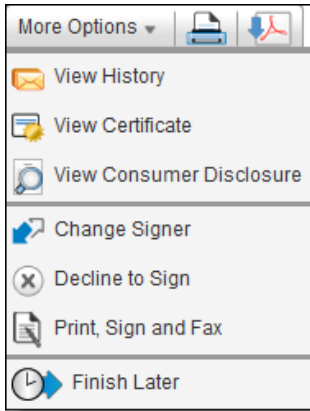 More Options
View History
View Certificate
View Consumer Disclosure
Change Signer
Decline to Sign
Print, Sign and Fax
Finish Later